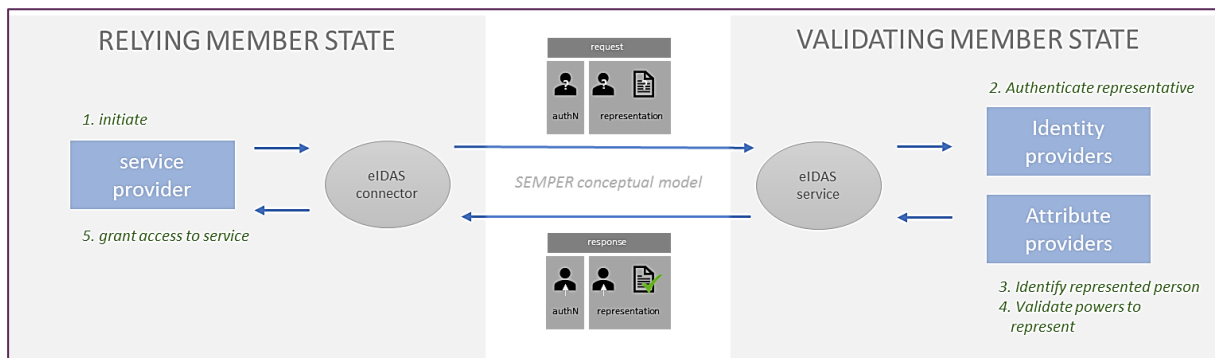 RELYING MEMBER STATE
1. initiate
service
provider
5. grant access to service
eIDAS
connector
request
authN
representation
SEMPER conceptual model
response
authN
representation
VALIDATING MEMBER STATE
2. Authenticate representative
eIDAS
service
Identity
providers
Attribute
providers
3. Identify represented person
4. Validate powers to
represent